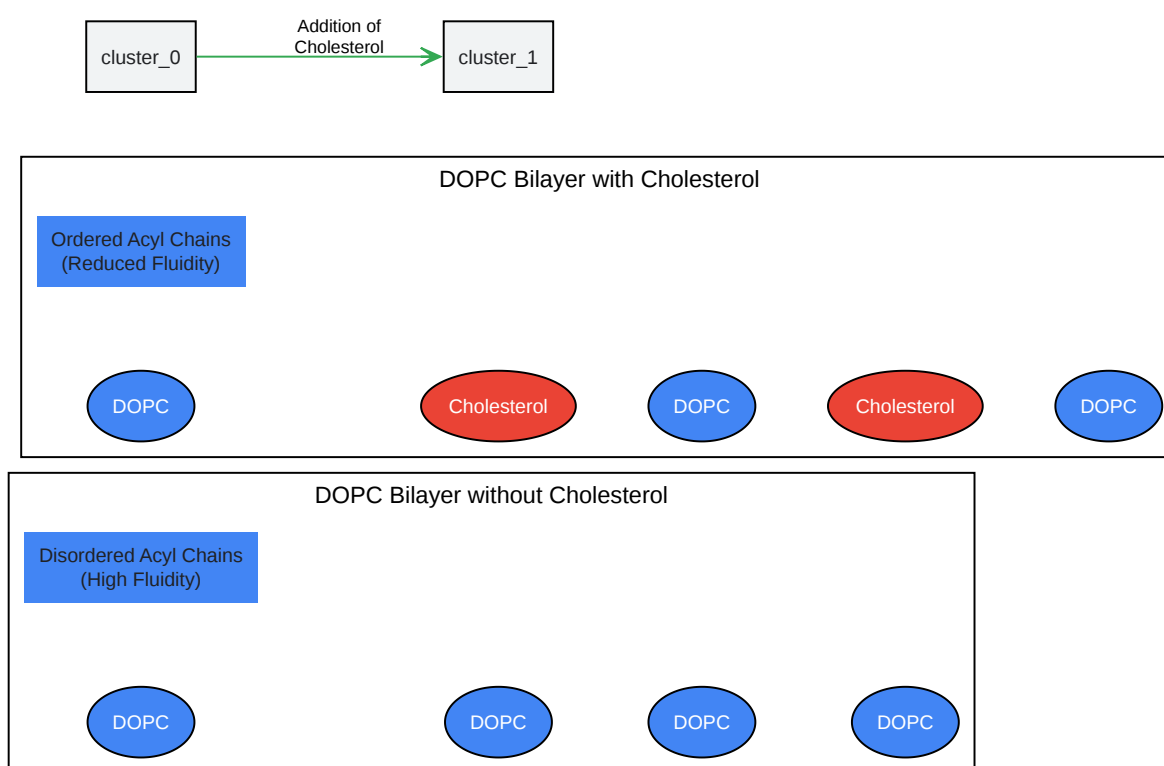 Addition of
Cholesterol
cluster_0
cluster_1
DOPC Bilayer with Cholesterol
Ordered Acyl Chains
(Reduced Fluidity)
DOPC
Cholesterol
DOPC
Cholesterol
DOPC
DOPC Bilayer without Cholesterol
Disordered Acyl Chains
(High Fluidity)
DOPC
DOPC
DOPC
DOPC